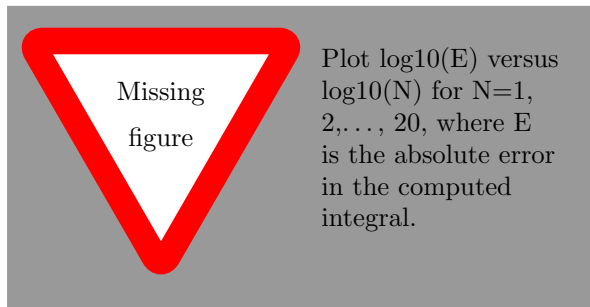 Missing
figure
Plot log10(E) versus
log10(N) for N=1,
2,..., 20, where E
is the absolute error
in the computed
integral.